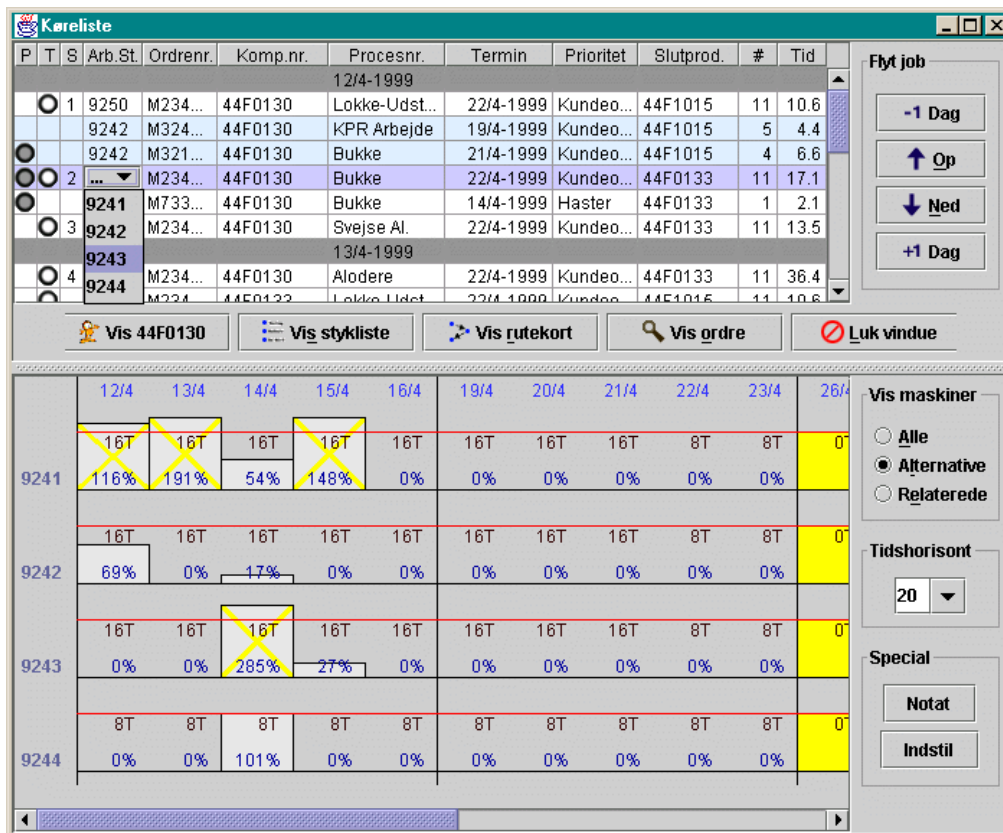 Køreliste
P T S Arb.St. Ordrenr. Komp.nr. Procesnr. Termin Prioritet Slutprod. # Tid
12/4-1999
1 9250 M234... 44F0130 Lokke-Udst... 22/4-1999 Kundeo... 44F1015 11 10.6
9242 M324... 44F0130 KPR Arbejde 19/4-1999 Kundeo... 44F1015 5 4.4
9242 M321... 44F0130 Bukke 21/4-1999 Kundeo... 44F1015 4 6.6
2 ... M234... 44F0130 Bukke 22/4-1999 Kundeo... 44F0133 11 17.1
9241 M733... 44F0130 Bukke 14/4-1999 Haster 44F0133 1 2.1
3 9242 M234... 44F0130 Svejse Al. 22/4-1999 Kundeo... 44F0133 11 13.5
9243 13/4-1999
4 9244 M234... 44F0130 Alodere 22/4-1999 Kundeo... 44F0133 11 36.4
Flyt job
-1 Dag
Op
Ned
+1 Dag
Vis 44F0130 Vis stykliste Vis rutekort Vis ordre Luk vindue
12/4 13/4 14/4 15/4 16/4 19/4 20/4 21/4 22/4 23/4
16T 16T 16T 16T 16T 16T 16T 16T 8T 8T
9241 116% 191% 54% 148% 0% 0% 0% 0% 0% 0%
16T 16T 16T 16T 16T 16T 16T 16T 8T 8T
9242 69% 0% 17% 0% 0% 0% 0% 0% 0% 0%
16T 16T 16T 16T 16T 16T 16T 16T 8T 8T
9243 0% 0% 285% 27% 0% 0% 0% 0% 0% 0%
8T 8T 8T 8T 8T 8T 8T 8T 8T 8T
9244 0% 0% 101% 0% 0% 0% 0% 0% 0% 0%
Vis maskiner
Alle
Alternative
Relaterede
Tidshorisont
20
Special
Notat
Indstil